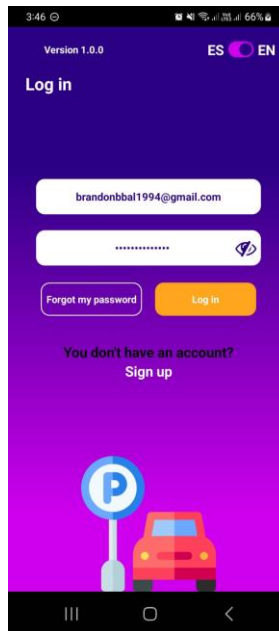 3:46 66%
Version 1.0.0
ES EN
Log in
brandonbbal1994@gmail.com
Forgot my password
Log in
You don't have an account?
Sign up
P